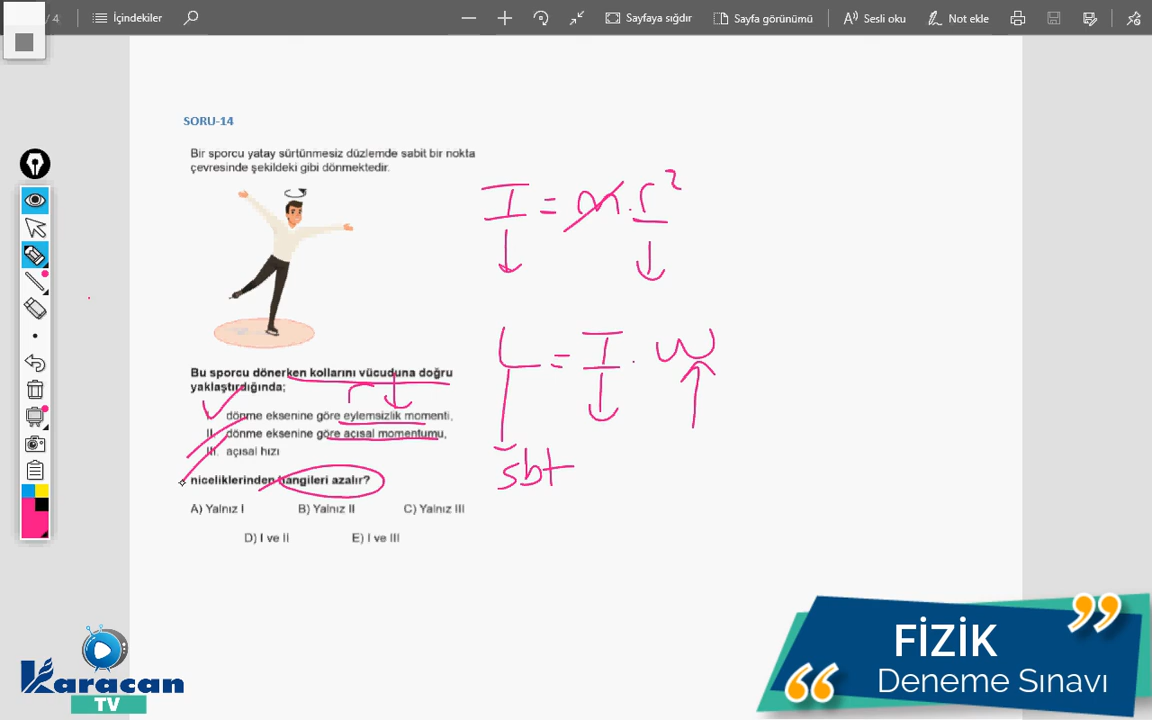 / 4
İçindekiler
Sayfaya sığdır
Sayfa görünümü
Sesli oku
Not ekle
SORU-14
Bir sporcu yatay sürtünmesiz düzlemde sabit bir nokta
çevresinde şekildeki gibi dönmektedir.
I = m.r²
L = I . w
sbt
Bu sporcu dönerken kollarını vücuduna doğru
yaklaştırdığında;
I. dönme eksenine göre eylemsizlik momenti,
II. dönme eksenine göre açısal momentumu,
III. açısal hızı
niceliklerinden hangileri azalır?
A) Yalnız I B) Yalnız II C) Yalnız III
D) I ve II E) I ve III
FİZİK
Deneme Sınavı
Karacan
TV